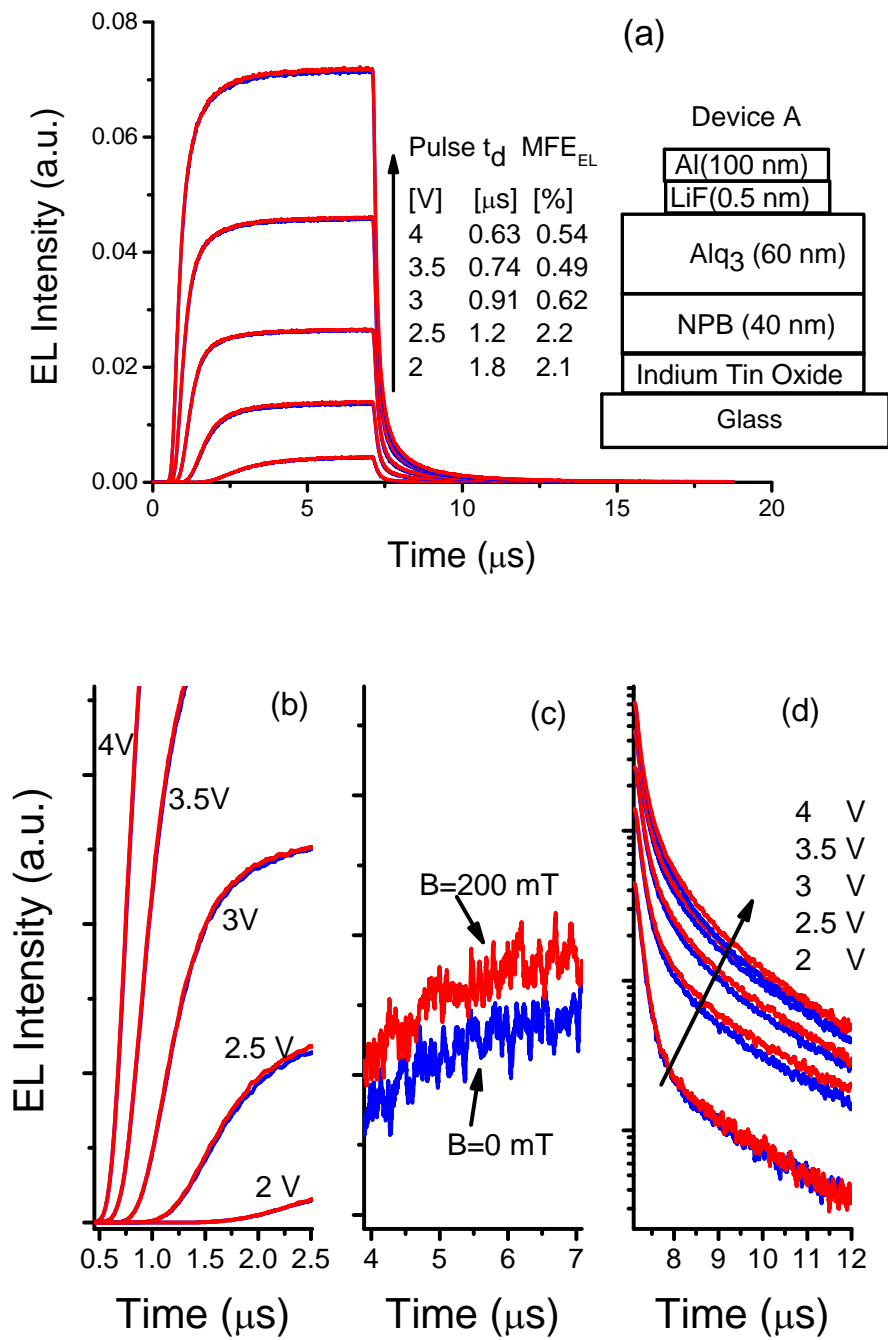 (a)
0.08
0.06
0.04
0.02
0.00
EL Intensity (a.u.)
0 5 10 15 20
Time (μs)
Pulse td MFEEL
[V] [μs] [%]
4 0.63 0.54
3.5 0.74 0.49
3 0.91 0.62
2.5 1.2 2.2
2 1.8 2.1
Device A
Al(100 nm)
LiF(0.5 nm)
Alq3 (60 nm)
NPB (40 nm)
Indium Tin Oxide
Glass
(b)
4V
3.5V
3V
2.5 V
2 V
EL Intensity (a.u.)
0.5 1.0 1.5 2.0 2.5
Time (μs)
(c)
B=200 mT
B=0 mT
4 5 6 7
Time (μs)
(d)
4 V
3.5 V
3 V
2.5 V
2 V
8 9 10 11 12
Time (μs)